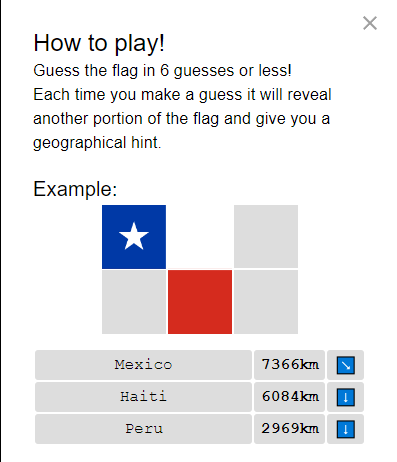 How to play!
Guess the flag in 6 guesses or less!
Each time you make a guess it will reveal
another portion of the flag and give you a
geographical hint.
Example:
Mexico 7366km ↘
Haiti 6084km ↓
Peru 2969km ↓